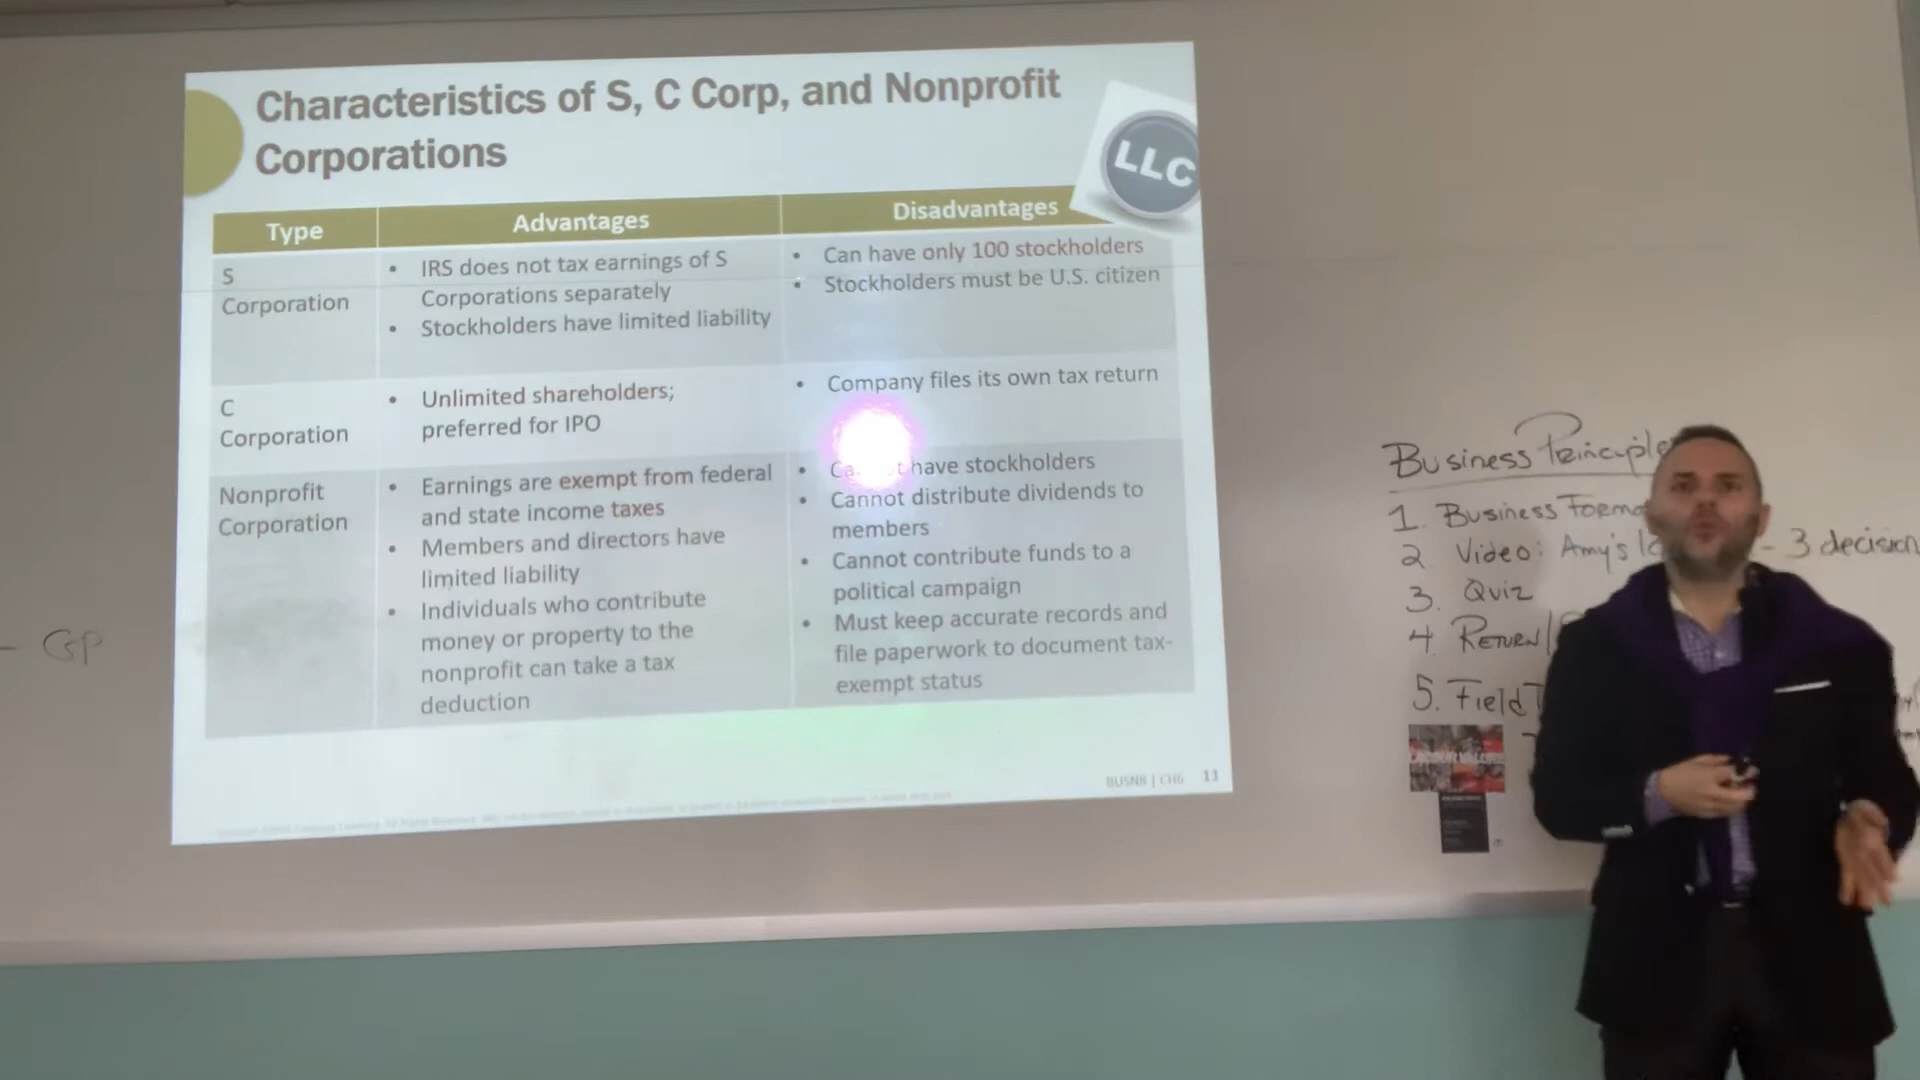 Characteristics of S, C Corp, and Nonprofit
Corporations
LLC
Type
Advantages
Disadvantages
S
Corporation
• IRS does not tax earnings of S
Corporations separately
• Stockholders have limited liability
• Can have only 100 stockholders
• Stockholders must be U.S. citizen
C
Corporation
• Unlimited shareholders;
preferred for IPO
• Company files its own tax return
Nonprofit
Corporation
• Earnings are exempt from federal
and state income taxes
• Members and directors have
limited liability
• Individuals who contribute
money or property to the
nonprofit can take a tax
deduction
• have stockholders
• Cannot distribute dividends to
members
• Cannot contribute funds to a
political campaign
• Must keep accurate records and
file paperwork to document tax-
exempt status
BUSN8 | CH6 11
- GP
Business Principle
1. Business Forma
2 Video: Amy's - 3 decision
3. Quiz
4 Return/
5. Field